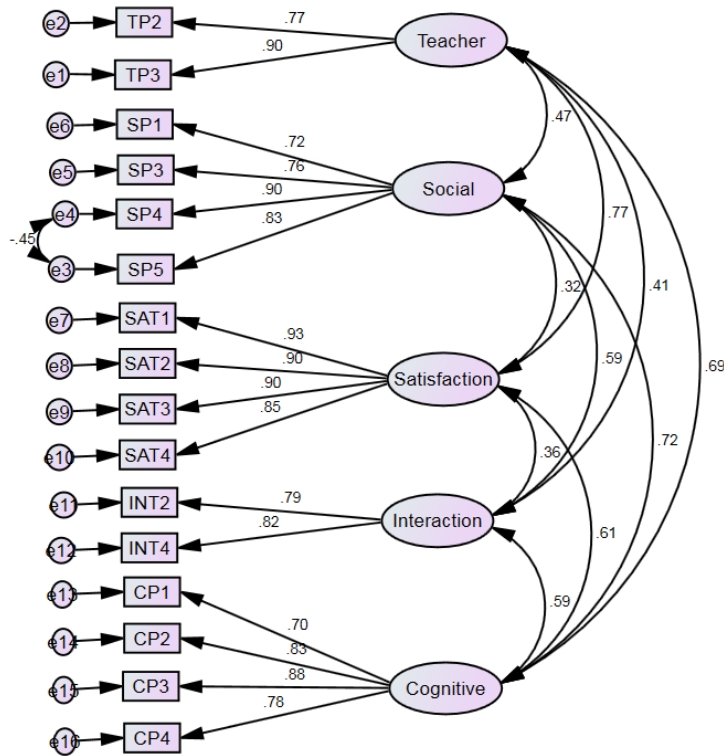 e2 TP2 .77 Teacher
e1 TP3 .90
.47
e6 SP1 .72
e5 SP3 .76 Social
e4 SP4 .90
-.45
e3 SP5 .83
.77
.32 .41
e7 SAT1 .93
.59 .69
e8 SAT2 .90 Satisfaction
e9 SAT3 .90
e10 SAT4 .85
.72
.36
e11 INT2 .79 Interaction
e12 INT4 .82
.61
e13 CP1 .70
.59
e14 CP2 .83
e15 CP3 .88 Cognitive
e16 CP4 .78